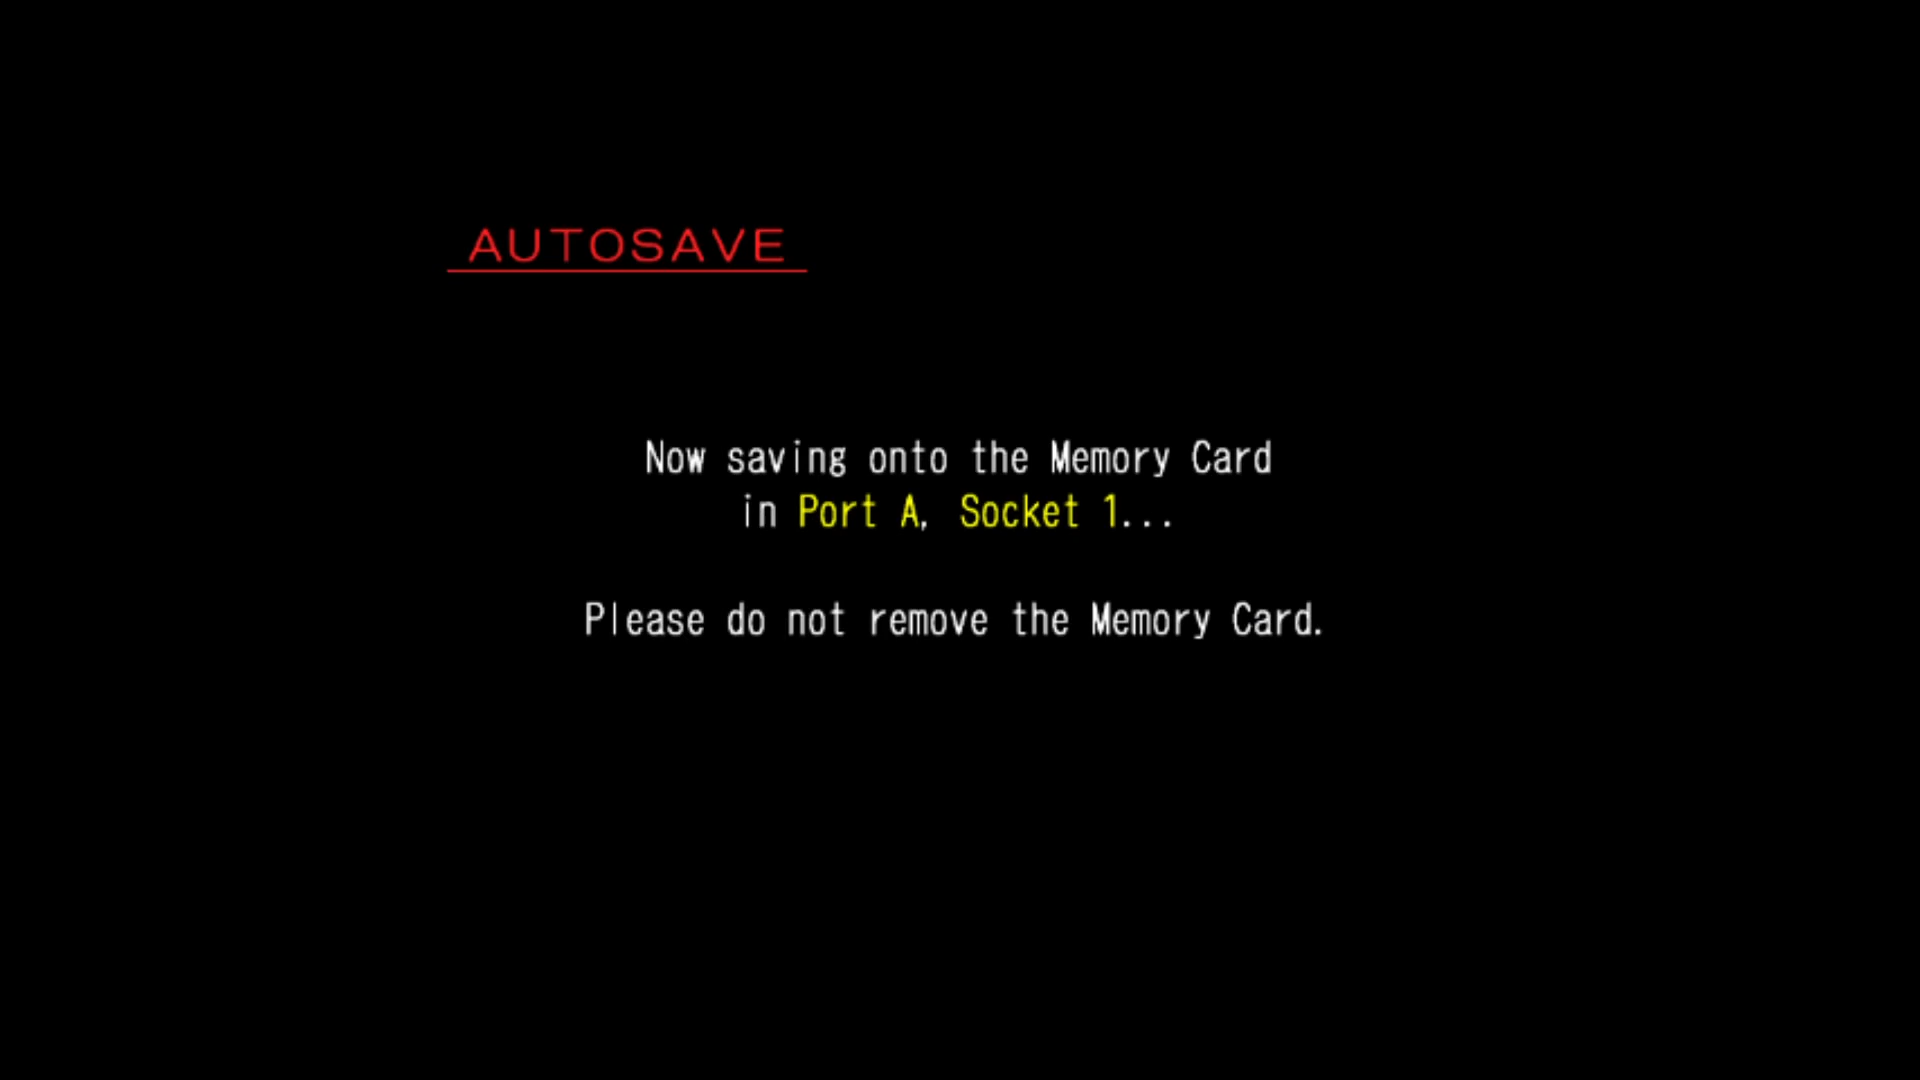 AUTOSAVE
Now saving onto the Memory Card
in Port A, Socket 1...
Please do not remove the Memory Card.